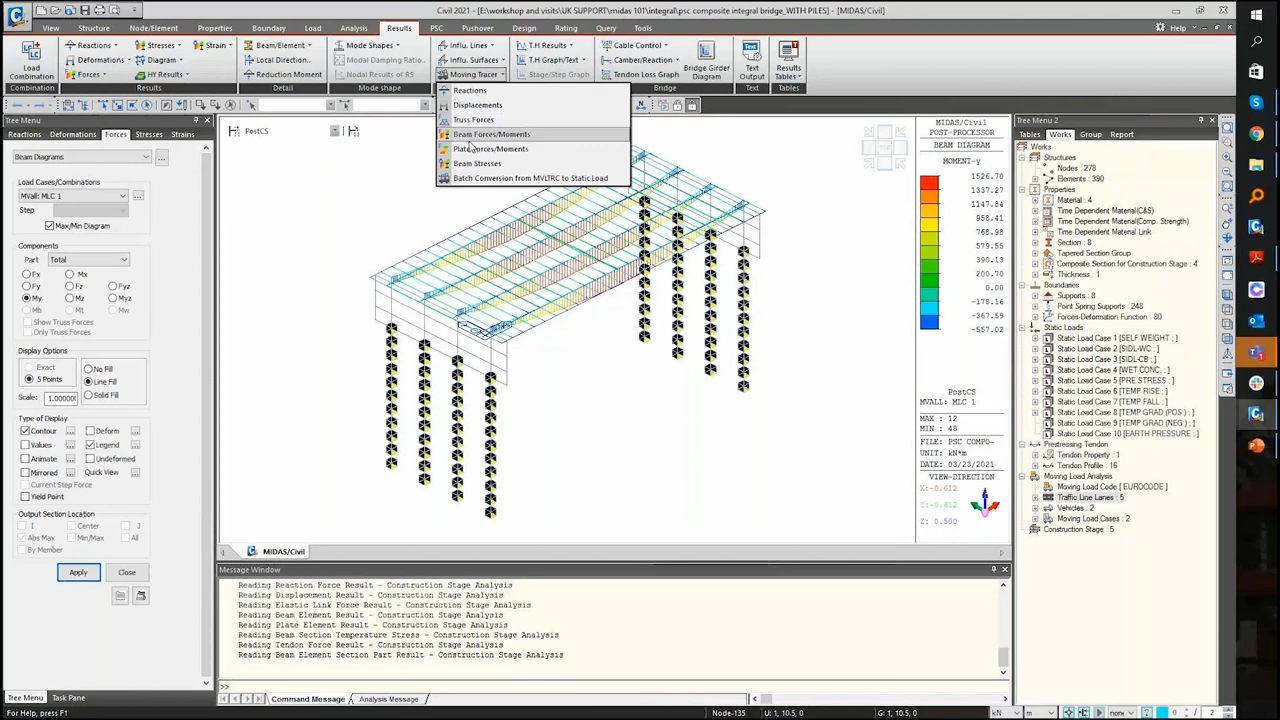 Civil 2021 - [E:\workshop and visits\UK SUPPORT\midas 101\integral\psc composite integral bridge_WITH PILES] - [MIDAS/Civil]
View Structure Node/Element Properties Boundary Load Analysis Results PSC Pushover Design Rating Query Tools Help
Load Combination
Reactions
Deformations
Forces
Stresses
Diagram
HY Results
Strain
Results
Beam/Element
Local Direction..
Reduction Moment
Detail
Mode Shapes
Modal Damping Ratio..
Nodal Results of RS
Mode shape
Influ. Lines
Influ. Surfaces
Moving Tracer
T.H Results
T.H Graph/Text
Stage/Step Graph
Cable Control
Camber/Reaction
Tendon Loss Graph
Bridge Girder Diagram
Bridge
Text Output
Text
Results Tables
Tables
Reactions
Displacements
Truss Forces
Beam Forces/Moments
Plate Forces/Moments
Beam Stresses
Batch Conversion from MVLTRC to Static Load
Tree Menu
Reactions Deformations Forces Stresses Strains
Beam Diagrams
Load Cases/Combinations
MVall: MLC 1
Step
Max/Min Diagram
Components
Part Total
Fx Mx
Fy Fz Fyz
My Mz Myz
Mb Mt Mw
Show Truss Forces
Only Truss Forces
Display Options
Exact
5 Points
No Fill
Line Fill
Solid Fill
Scale: 1.00000
Type of Display
Contour Deform
Values Legend
Animate Undeformed
Mirrored Quick View
Current Step Force
Yield Point
Output Section Location
I Center J
Abs Max Min/Max All
By Member
Apply Close
Tree Menu Task Pane
PostCS
TOP
MIDAS/Civil
POST-PROCESSOR
BEAM DIAGRAM
MOMENT-y
1526.70
1337.27
1147.84
958.41
768.98
579.55
390.13
200.70
0.00
-178.16
-367.59
-557.02
PostCS
MVALL: MLC 1
MAX : 12
MIN : 48
FILE: PSC COMPO~
UNIT: kN*m
DATE: 03/23/2021
VIEW-DIRECTION
X:-0.612
Y:-0.612
Z: 0.500
MIDAS/Civil
Message Window
Reading Reaction Force Result - Construction Stage Analysis
Reading Displacement Result - Construction Stage Analysis
Reading Elastic Link Force Result - Construction Stage Analysis
Reading Beam Element Result - Construction Stage Analysis
Reading Plate Element Result - Construction Stage Analysis
Reading Beam Section Temperature Stress - Construction Stage Analysis
Reading Tendon Force Result - Construction Stage Analysis
Reading Beam Element Section Part Result - Construction Stage Analysis
>>
Command Message Analysis Message
Tree Menu 2
Tables Works Group Report
Works
Structures
Nodes : 278
Elements : 390
Properties
Material : 4
Time Dependent Material(C&S)
Time Dependent Material(Comp. Strength)
Time Dependent Material Link
Section : 8
Tapered Section Group
Composite Section for Construction Stage : 4
Thickness : 1
Boundaries
Supports : 8
Point Spring Supports : 248
Forces-Deformation Function : 80
Static Loads
Static Load Case 1 [SELF WEIGHT ; ]
Static Load Case 2 [SIDL-WC ; ]
Static Load Case 3 [SIDL-CB ; ]
Static Load Case 4 [WET CONC. ; ]
Static Load Case 5 [PRE STRESS ; ]
Static Load Case 6 [TEMP RISE ; ]
Static Load Case 7 [TEMP FALL ; ]
Static Load Case 8 [TEMP GRAD (POS.) ; ]
Static Load Case 9 [TEMP GRAD (NEG.) ; ]
Static Load Case 10 [EARTH PRESSURE ; ]
Prestressing Tendon
Tendon Property : 1
Tendon Profile : 16
Moving Load Analysis
Moving Load Code [ EUROCODE ]
Traffic Line Lanes : 5
Vehicles : 2
Moving Load Cases : 2
Construction Stage : 5
For Help, press F1
Node-135
U: 1, 10.5, 0
G: 1, 10.5, 0
kN
m
none
0 / 2